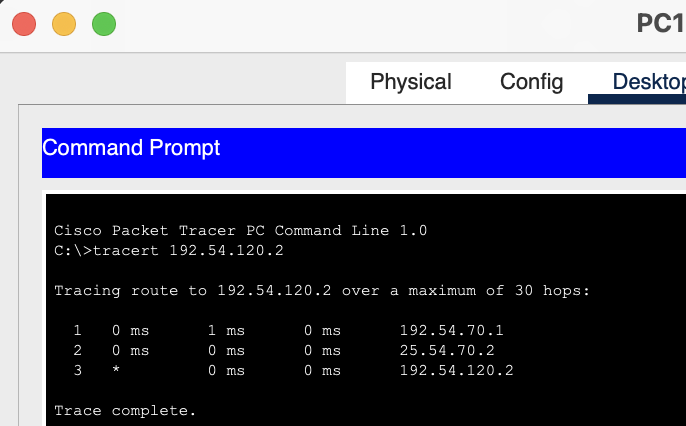 PC1
Physical Config Desktop
Command Prompt
Cisco Packet Tracer PC Command Line 1.0
C:\>tracert 192.54.120.2
Tracing route to 192.54.120.2 over a maximum of 30 hops:
1 0 ms 1 ms 0 ms 192.54.70.1
2 0 ms 0 ms 0 ms 25.54.70.2
3 * 0 ms 0 ms 192.54.120.2
Trace complete.